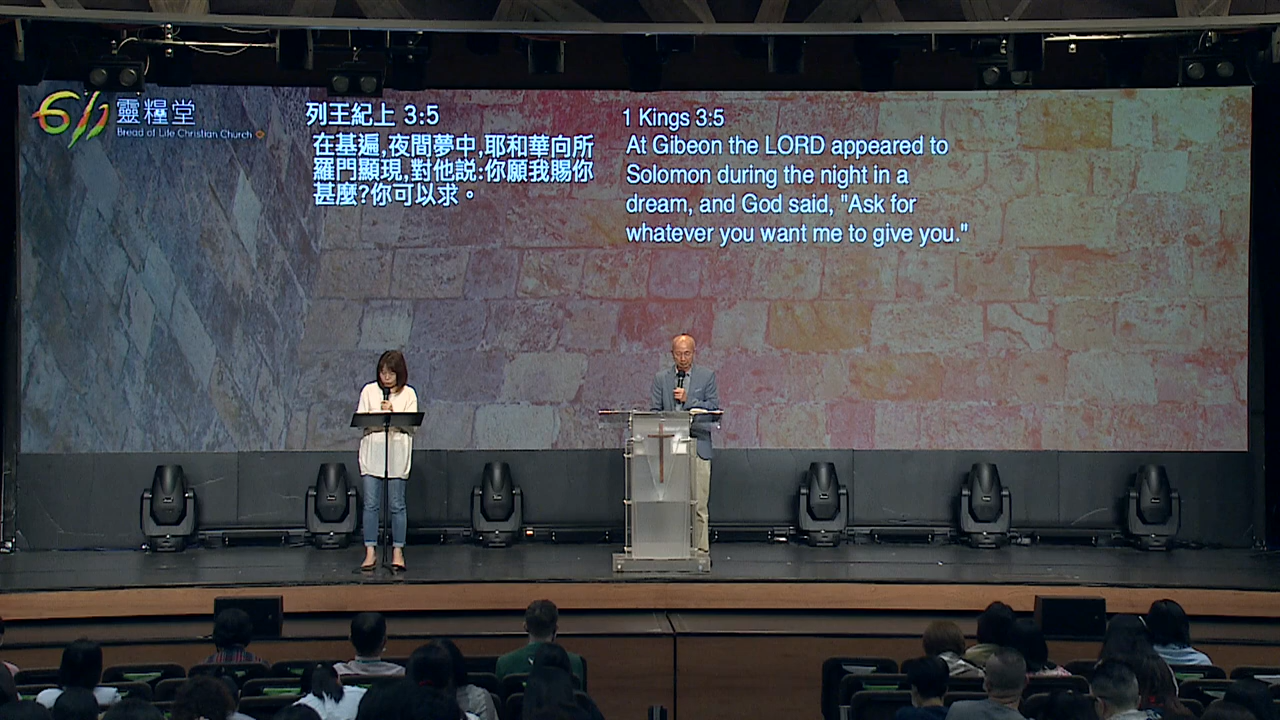 611 靈糧堂
Bread of Life Christian Church
列王紀上 3:5
在基遍,夜間夢中,耶和華向所
羅門顯現,對他説:你願我賜你
甚麼?你可以求。
1 Kings 3:5
At Gibeon the LORD appeared to
Solomon during the night in a
dream, and God said, "Ask for
whatever you want me to give you."